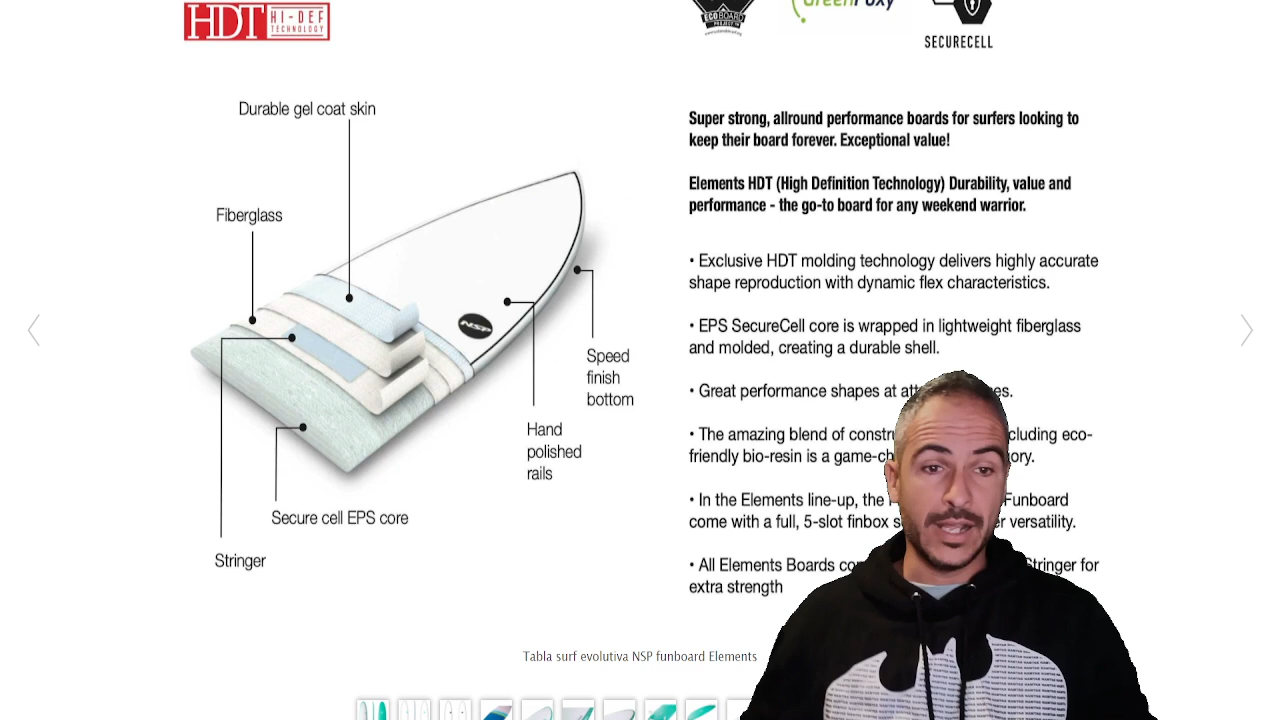 HDT HI-DEF
TECHNOLOGY
ECOBOARD
PROJECT
GreenPoxy
SECURECELL
Durable gel coat skin
Fiberglass
NSP
Speed
finish
bottom
Hand
polished
rails
Secure cell EPS core
Stringer
Super strong, allround performance boards for surfers looking to
keep their board forever. Exceptional value!
Elements HDT (High Definition Technology) Durability, value and
performance - the go-to board for any weekend warrior.
• Exclusive HDT molding technology delivers highly accurate
shape reproduction with dynamic flex characteristics.
• EPS SecureCell core is wrapped in lightweight fiberglass
and molded, creating a durable shell.
• Great performance shapes at
• The amazing blend of eco-
friendly bio-resin is a
• In the Elements line-up, the Funboard
come with a full, 5-slot finbox versatility.
• All Elements Boards Stringer for
extra strength
Tabla surf evolutiva NSP funboard Elements